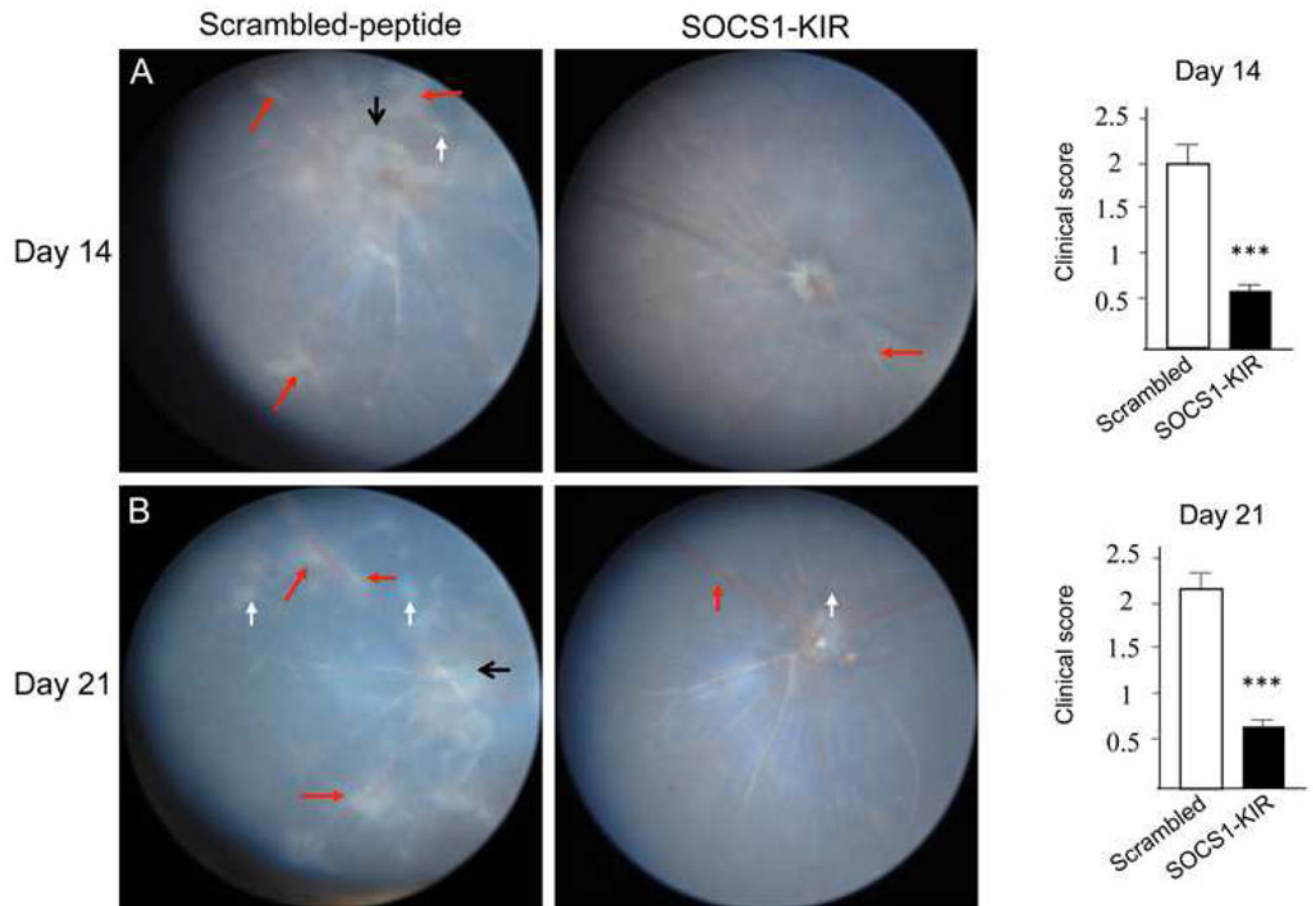 Scrambled-peptide SOCS1-KIR
A
Day 14
Day 14
2.5
2
1.5
1
0.5
Clinical score
***
Scrambled
SOCS1-KIR
B
Day 21
Day 21
2.5
2
1.5
1
0.5
Clinical score
***
Scrambled
SOCS1-KIR